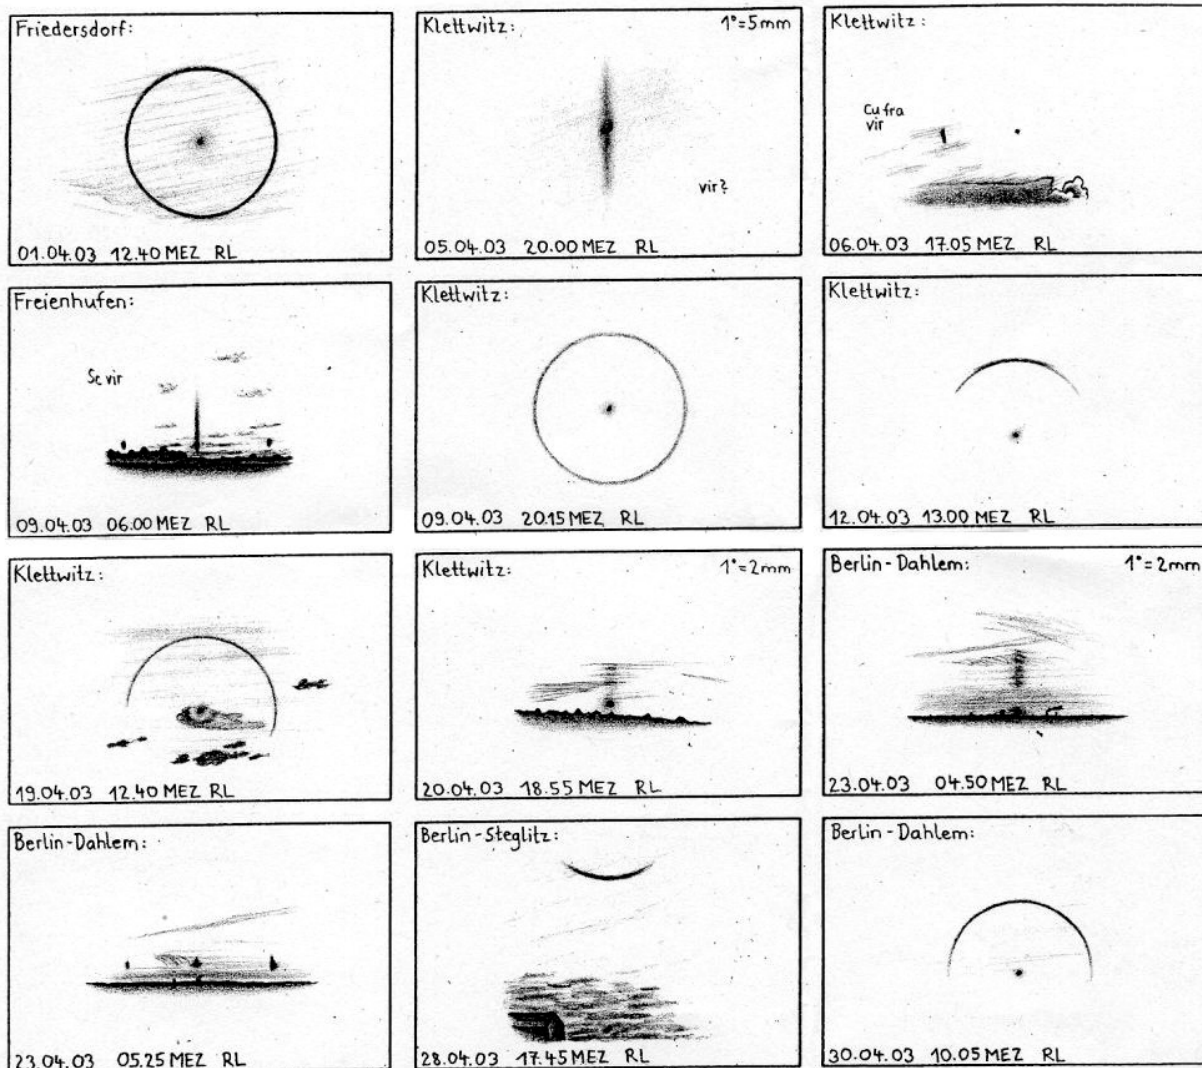 Friedersdorf:
01.04.03 12.40 MEZ RL
Klettwitz: 1°=5mm
vir?
05.04.03 20.00 MEZ RL
Klettwitz:
Cu fra
vir
06.04.03 17.05 MEZ RL
Freienhufen:
Sc vir
09.04.03 06.00 MEZ RL
Klettwitz:
09.04.03 20.15 MEZ RL
Klettwitz:
12.04.03 13.00 MEZ RL
Klettwitz:
19.04.03 12.40 MEZ RL
Klettwitz: 1°=2mm
20.04.03 18.55 MEZ RL
Berlin-Dahlem: 1°=2mm
23.04.03 04.50 MEZ RL
Berlin-Dahlem:
23.04.03 05.25 MEZ RL
Berlin-Steglitz:
28.04.03 17.45 MEZ RL
Berlin-Dahlem:
30.04.03 10.05 MEZ RL